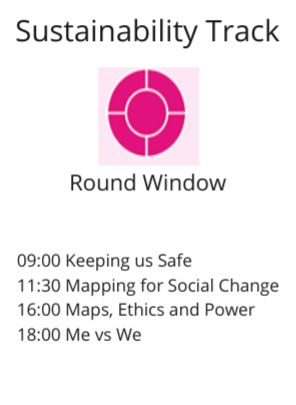 Sustainability Track
Round Window
09:00 Keeping us Safe
11:30 Mapping for Social Change
16:00 Maps, Ethics and Power
18:00 Me vs We